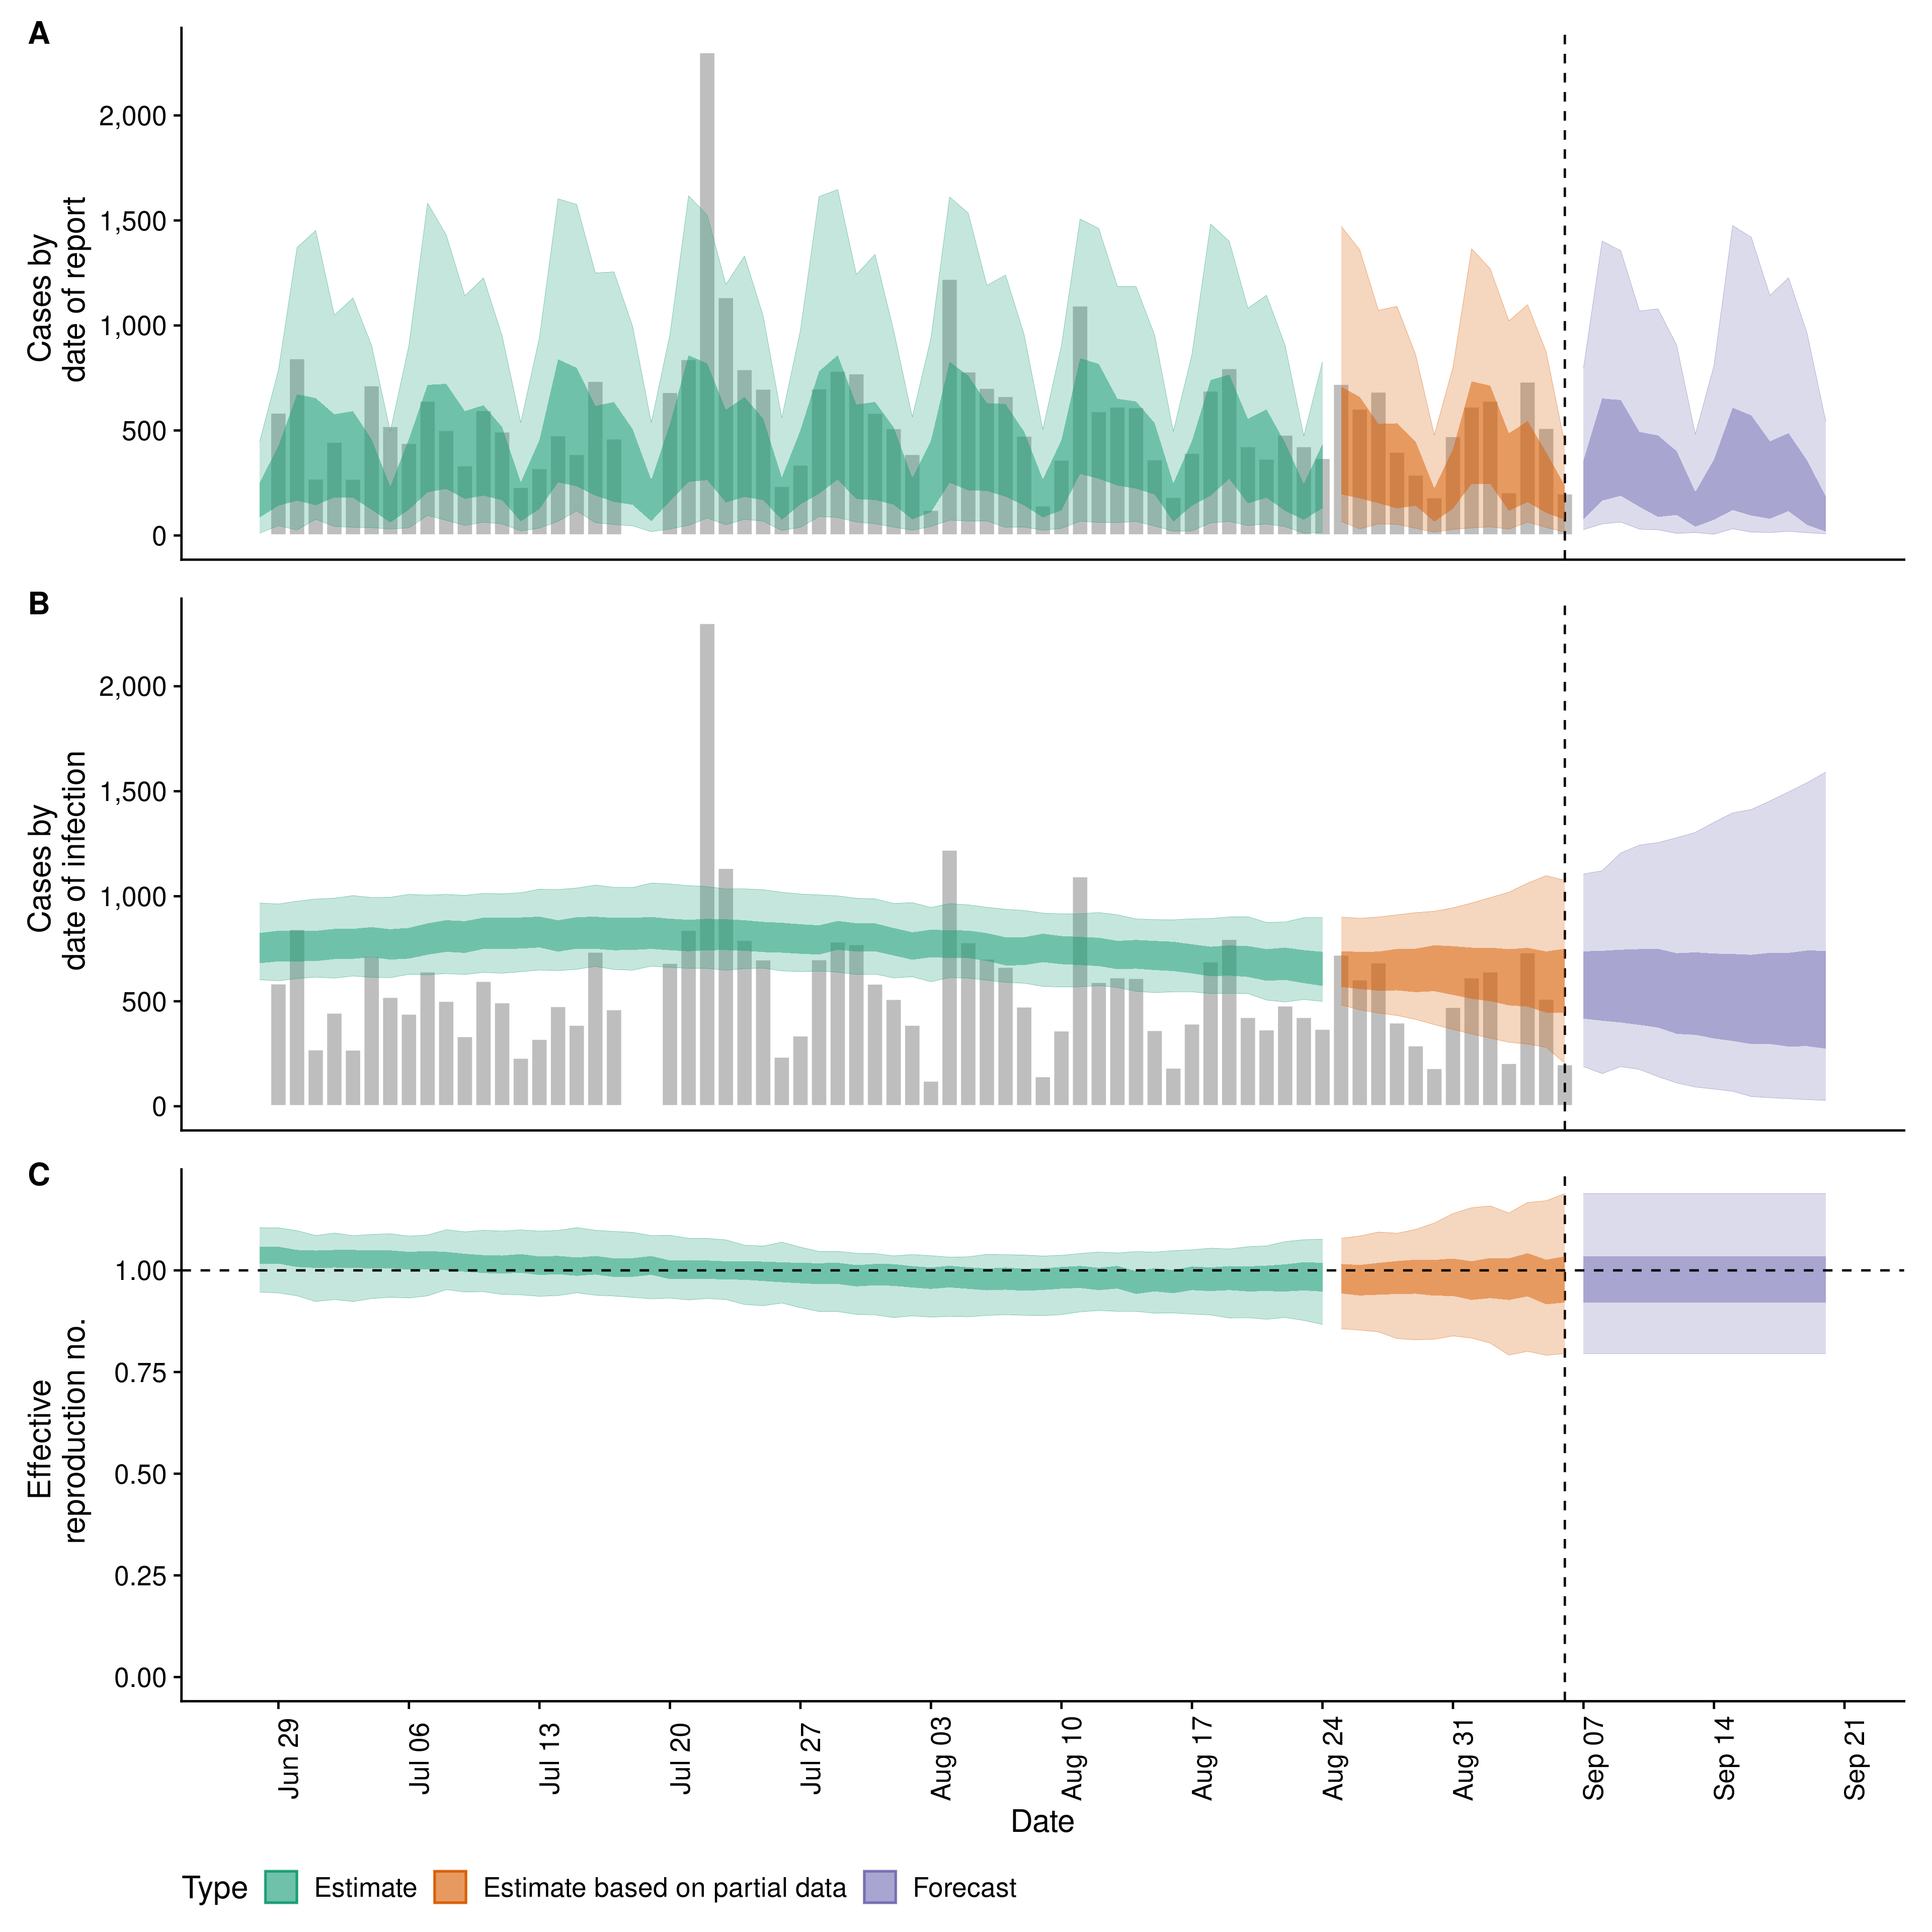 A
Cases by
date of report
2,000
1,500
1,000
500
0
B
Cases by
date of infection
2,000
1,500
1,000
500
0
C
Effective
reproduction no.
1.00
0.75
0.50
0.25
0.00
Jun 29
Jul 06
Jul 13
Jul 20
Jul 27
Aug 03
Aug 10
Aug 17
Aug 24
Aug 31
Sep 07
Sep 14
Sep 21
Date
Type Estimate Estimate based on partial data Forecast